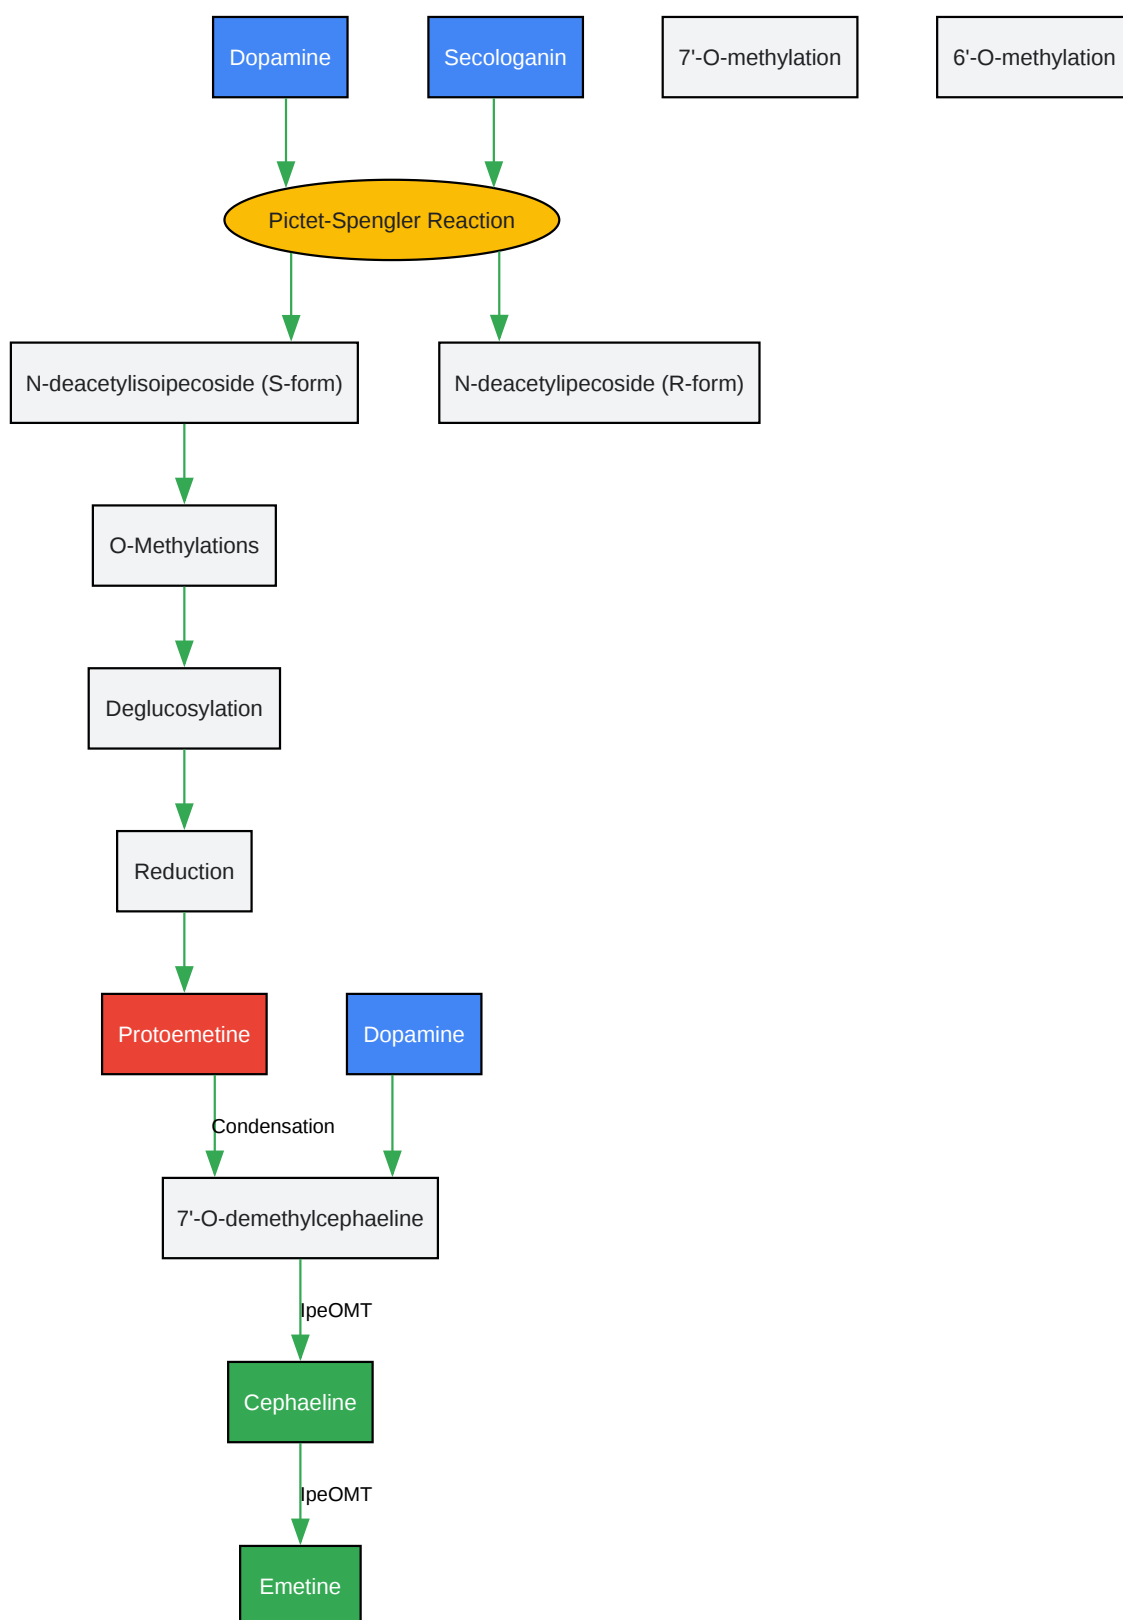 Dopamine
Secologanin
7'-O-methylation
6'-O-methylation
Pictet-Spengler Reaction
N-deacetylisoipecoside (S-form)
N-deacetylipecoside (R-form)
O-Methylations
Deglucosylation
Reduction
Protoemetine
Dopamine
Condensation
7'-O-demethylcephaeline
IpeOMT
Cephaeline
IpeOMT
Emetine